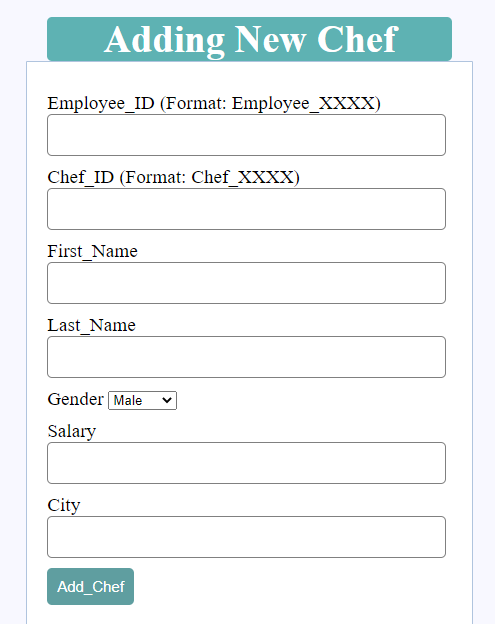 Adding New Chef
Employee_ID (Format: Employee_XXXX)
Chef_ID (Format: Chef_XXXX)
First_Name
Last_Name
Gender Male
Salary
City
Add_Chef